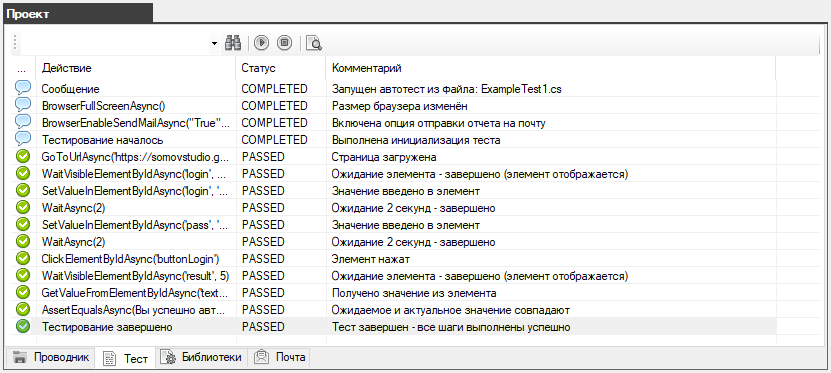 Проект
... Действие Статус Комментарий
Сообщение COMPLETED Запущен автотест из файла: ExampleTest1.cs
BrowserFullScreenAsync() COMPLETED Размер браузера изменён
BrowserEnableSendMailAsync("True"... COMPLETED Включена опция отправки отчета на почту
Тестирование началось COMPLETED Выполнена инициализация теста
GoToUrlAsync('https://somovstudio.g... PASSED Страница загружена
WaitVisibleElementByIdAsync('login', ... PASSED Ожидание элемента - завершено (элемент отображается)
SetValueInElementByIdAsync('login', '... PASSED Значение введено в элемент
WaitAsync(2) PASSED Ожидание 2 секунд - завершено
SetValueInElementByIdAsync('pass', '... PASSED Значение введено в элемент
WaitAsync(2) PASSED Ожидание 2 секунд - завершено
ClickElementByIdAsync('buttonLogin') PASSED Элемент нажат
WaitVisibleElementByIdAsync('result', 5) PASSED Ожидание элемента - завершено (элемент отображается)
GetValueFromElementByIdAsync('text... PASSED Получено значение из элемента
AssertEqualsAsync(Вы успешно авт... PASSED Ожидаемое и актуальное значение совпадают
Тестирование завершено PASSED Тест завершен - все шаги выполнены успешно
Проводник Тест Библиотеки Почта